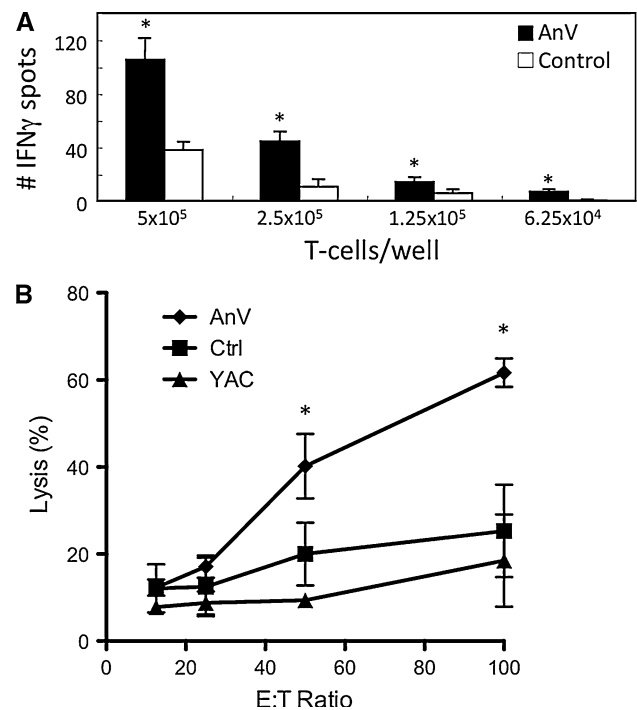 A
*
120
80
40
0
# IFNγ spots
*
*
*
AnV
Control
5x10⁵
2.5x10⁵
1.25x10⁵
6.25x10⁴
T-cells/well
B
80
60
40
20
0
Lysis (%)
AnV
Ctrl
YAC
*
*
0
20
40
60
80
100
E:T Ratio